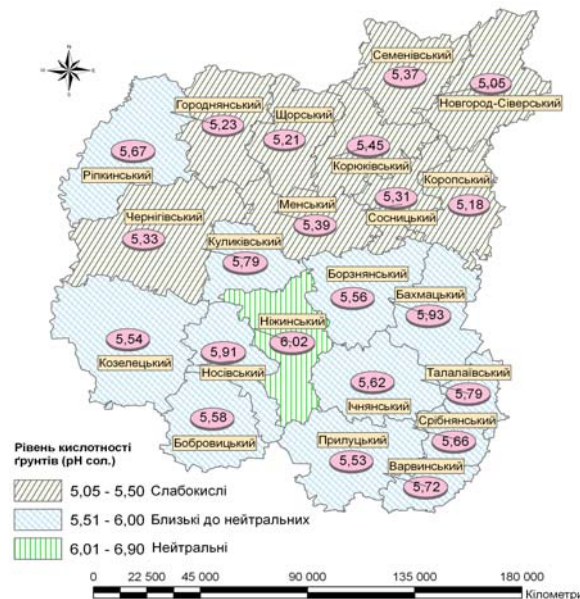 N
W
E
S
Семенівський
5,37
5,05
Новгород-Сіверський
Городнянський
5,23
Щорський
5,21
5,45
Корюківський
5,67
Ріпкинський
5,31
Сосницький
Коропський
5,18
Чернігівський
5,33
Менський
5,39
Куликівський
5,79
Борзнянський
5,56
Бахмацький
5,93
Ніжинський
6,02
5,54
Козелецький
5,91
Носівський
5,62
Ічнянський
Талалаївський
5,79
5,58
Бобровицький
Срібнянський
5,66
Прилуцький
5,53
Варвинський
5,72
Рівень кислотності
ґрунтів (рН сол.)
5,05 - 5,50 Слабокислі
5,51 - 6,00 Близькі до нейтральних
6,01 - 6,90 Нейтральні
0 22 500 45 000 90 000 135 000 180 000
Кілометри